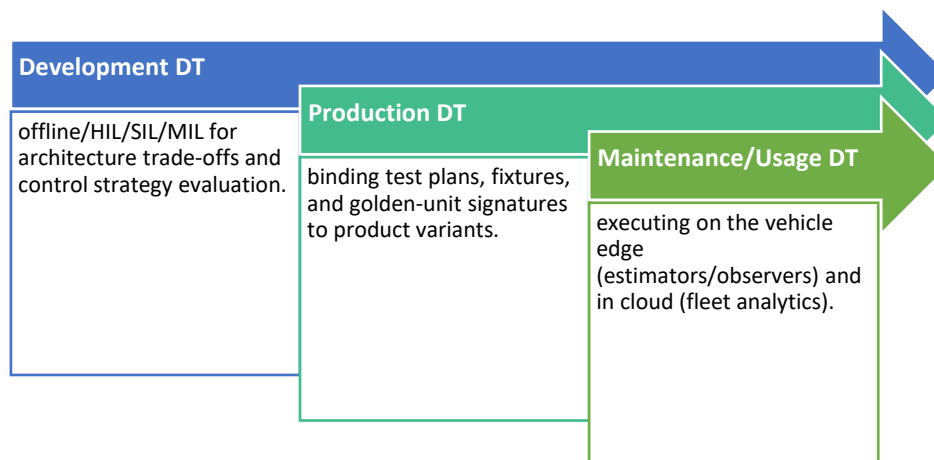 Development DT
offline/HIL/SIL/MIL for
architecture trade-offs and
control strategy evaluation.
Production DT
binding test plans, fixtures,
and golden-unit signatures
to product variants.
Maintenance/Usage DT
executing on the vehicle
edge
(estimators/observers) and
in cloud (fleet analytics).